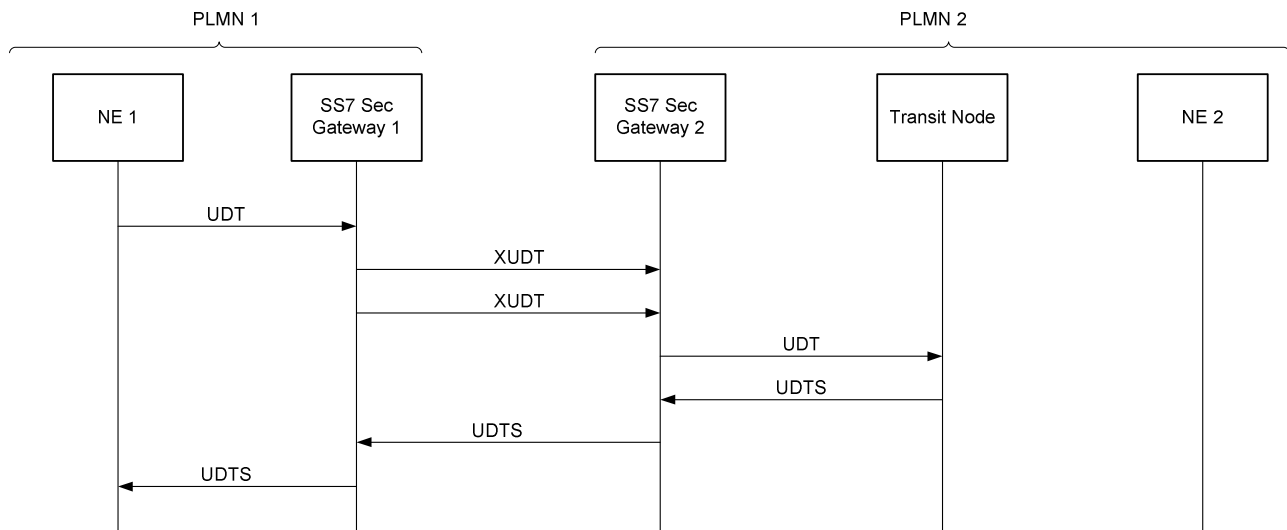 PLMN 1
PLMN 2
NE 1
SS7 Sec
Gateway 1
SS7 Sec
Gateway 2
Transit Node
NE 2
UDT
XUDT
XUDT
UDT
UDTS
UDTS
UDTS